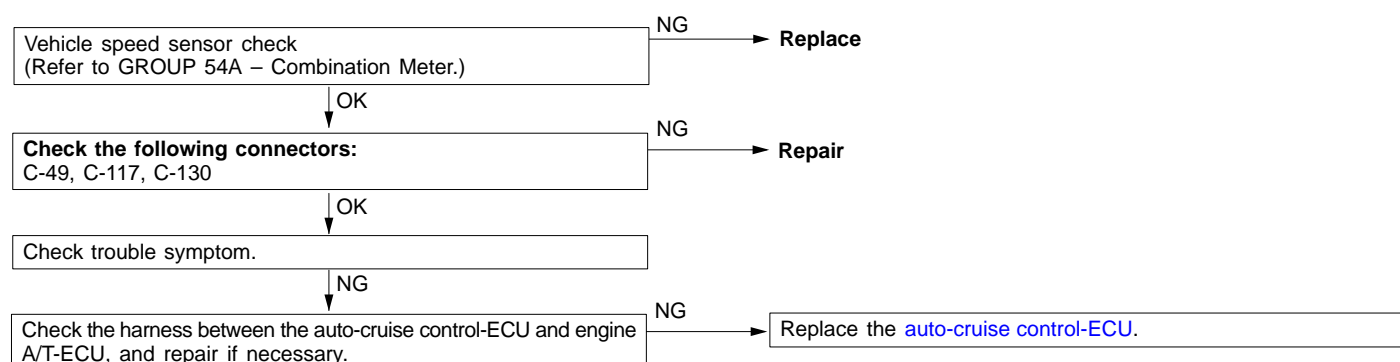 NG
Vehicle speed sensor check
(Refer to GROUP 54A – Combination Meter.)
Replace
OK
NG
Check the following connectors:
C-49, C-117, C-130
Repair
OK
Check trouble symptom.
NG
NG
Check the harness between the auto-cruise control-ECU and engine
A/T-ECU, and repair if necessary.
Replace the auto-cruise control-ECU.